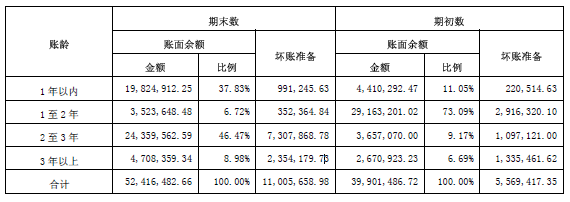 账龄 期末数 期初数
账面余额 坏账准备 账面余额 坏账准备
金额 比例 金额 比例
1 年以内 19,824,912.25 37.83% 991,245.63 4,410,292.47 11.05% 220,514.63
1 至 2 年 3,523,648.48 6.72% 352,364.84 29,163,201.02 73.09% 2,916,320.10
2 至 3 年 24,359,562.59 46.47% 7,307,868.78 3,657,070.00 9.17% 1,097,121.00
3 年以上 4,708,359.34 8.98% 2,354,179.73 2,670,923.23 6.69% 1,335,461.62
合计 52,416,482.66 100.00% 11,005,658.98 39,901,486.72 100.00% 5,569,417.35